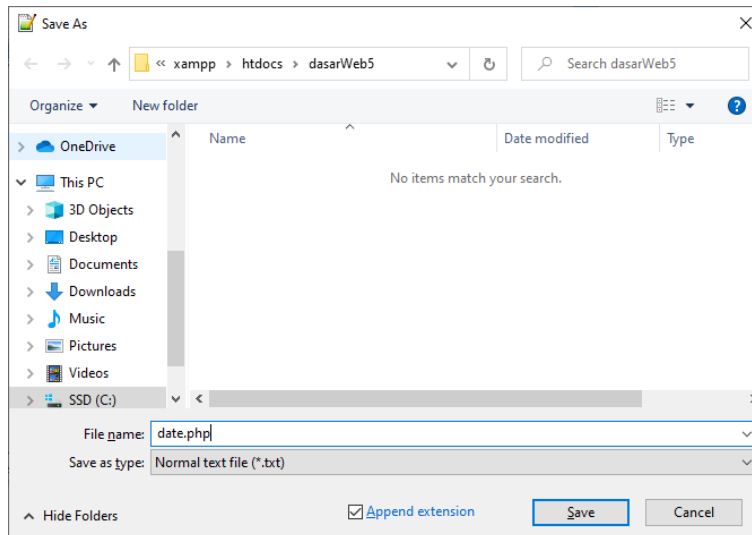 Save As
« xampp › htdocs › dasarWeb5
Search dasarWeb5
Organize
New folder
?
Name
Date modified
Type
OneDrive
No items match your search.
This PC
3D Objects
Desktop
Documents
Downloads
Music
Pictures
Videos
SSD (C:)
File name: date.php
Save as type: Normal text file (*.txt)
Hide Folders
Append extension
Save
Cancel